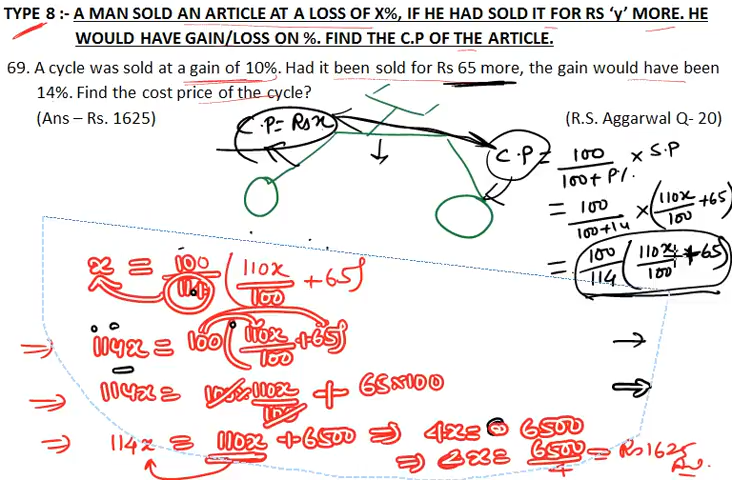 TYPE 8 :- A MAN SOLD AN ARTICLE AT A LOSS OF X%, IF HE HAD SOLD IT FOR RS ‘y’ MORE. HE
WOULD HAVE GAIN/LOSS ON %. FIND THE C.P OF THE ARTICLE.
69. A cycle was sold at a gain of 10%. Had it been sold for Rs 65 more, the gain would have been
14%. Find the cost price of the cycle?
(Ans – Rs. 1625)
(R.S. Aggarwal Q- 20)
C.P = Rs x
C.P = 100/100+P% × S.P
= 100/100+14 × (110x/100 + 65)
= 100/114 (110x/100 + 65)
x = 100/114 (110x/100 + 65)
⇒ 114x = 100 (110x/100 + 65)
⇒ 114x = 100×110x/100 + 65×100
⇒ 114x = 110x + 6500 ⇒ 4x = 6500
⇒ x = 6500/4 = Rs 1625